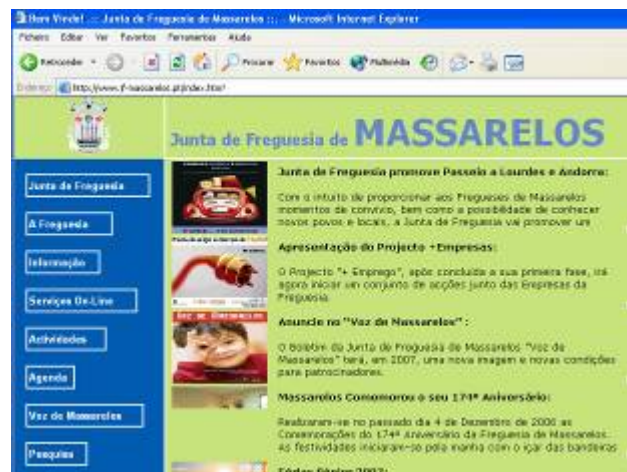 Bem Vindo! ..:: Junta de Freguesia de Massarelos ::.. - Microsoft Internet Explorer
Ficheiro Editar Ver Favoritos Ferramentas Ajuda
Retroceder Procurar Favoritos Multimédia
Endereço http://www.jf-massarelos.pt/index.html
Junta de Freguesia de MASSARELOS
Junta de Freguesia
A Freguesia
Informação
Serviços On-Line
Actividades
Agenda
Voz de Massarelos
Pesquisa
Junta de Freguesia promove Passeio a Lourdes e Andorra:
Com o intuito de proporcionar aos Fregueses de Massarelos
momentos de convívio, bem como a possibilidade de conhecer
novos povos e locais, a Junta de Freguesia vai promover um
Apresentação do Projecto +Empresas:
O Projecto "+ Emprego", após concluída a sua primeira fase, irá
agora iniciar um conjunto de acções junto das Empresas da
Freguesia.
Voz de Massarelos
Anuncie no "Voz de Massarelos" :
O Boletim da Junta de Freguesia de Massarelos "Voz de
Massarelos" terá, em 2007, uma nova imagem e novas condições
para patrocinadores.
Massarelos Comemorou o seu 174º Aniversário:
Realizaram-se no passado dia 4 de Dezembro de 2006 as
Comemorações do 174º Aniversário da Freguesia de Massarelos.
As festividades iniciaram-se pela manhã com o içar das bandeiras
2007: